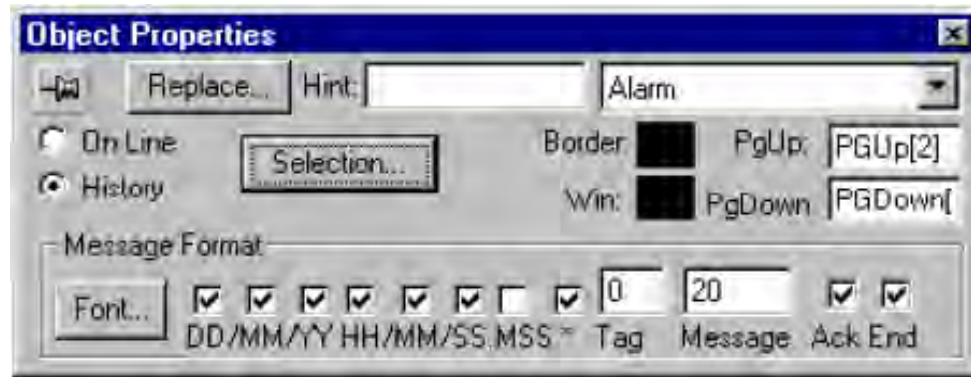 Object Properties
Replace... Hint: Alarm
On Line
Selection...
Border PgUp: PGUp[2]
History
Win: PgDown PGDown[
Message Format
Font... 0 20
DD/MM/YY HH/MM/SS MSS * Tag Message Ack End